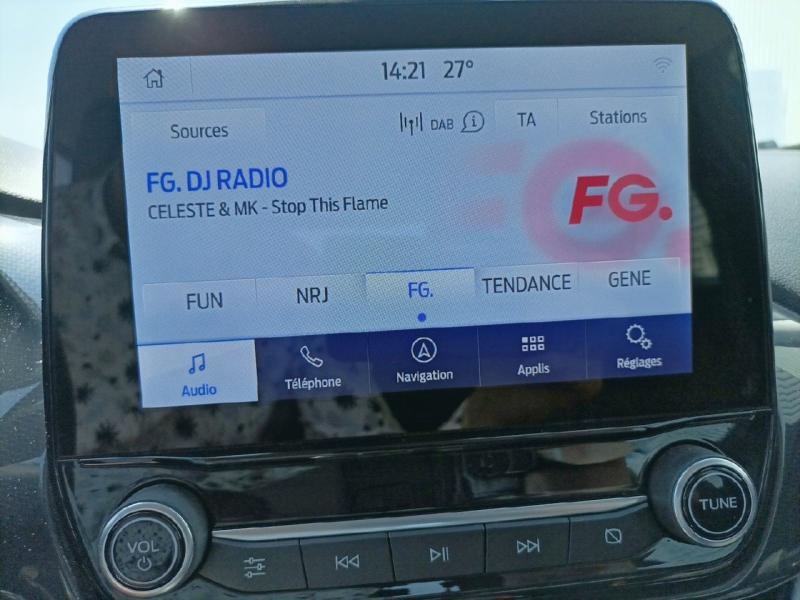 14:21 27°
Sources DAB TA Stations
FG. DJ RADIO
CELESTE & MK - Stop This Flame
FG.
FUN NRJ FG. TENDANCE GENE
Audio Téléphone Navigation Applis Réglages
VOL TUNE